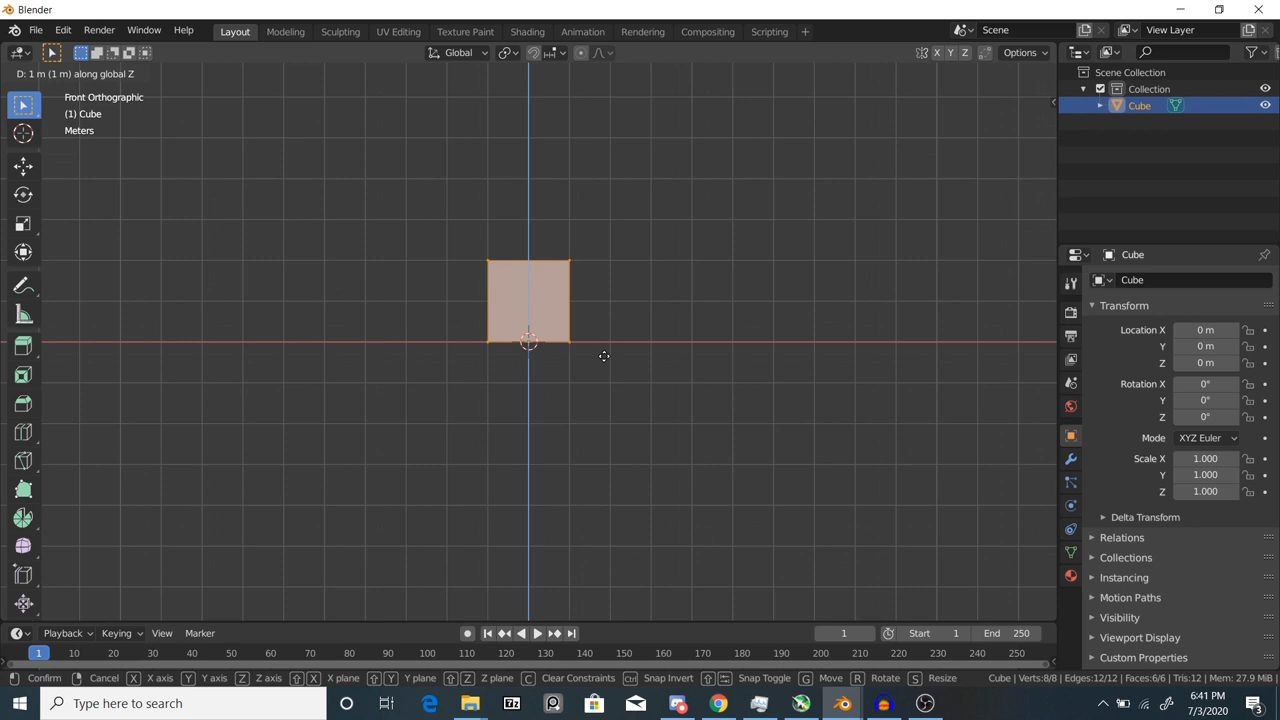 Blender
File Edit Render Window Help Layout Modeling Sculpting UV Editing Texture Paint Shading Animation Rendering Compositing Scripting + Scene View Layer
Global X Y Z Options
D: 1 m (1 m) along global Z
Front Orthographic
(1) Cube
Meters
Scene Collection
Collection
Cube
Cube
Cube
Transform
Location X 0 m
Y 0 m
Z 0 m
Rotation X 0°
Y 0°
Z 0°
Mode XYZ Euler
Scale X 1.000
Y 1.000
Z 1.000
Delta Transform
Relations
Collections
Instancing
Motion Paths
Visibility
Viewport Display
Custom Properties
Playback Keying View Marker 1 Start 1 End 250
1 10 20 30 40 50 60 70 80 90 100 110 120 130 140 150 160 170 180 190 200 210 220 230 240 250
Confirm Cancel X X axis Y Y axis Z Z axis X X plane Y Y plane Z Z plane C Clear Constraints Ctrl Snap Invert Snap Toggle G Move R Rotate S Resize Cube | Verts:8/8 | Edges:12/12 | Faces:6/6 | Tris:12 | Mem: 27.9 MiB |
Type here to search
6:41 PM
7/3/2020
3